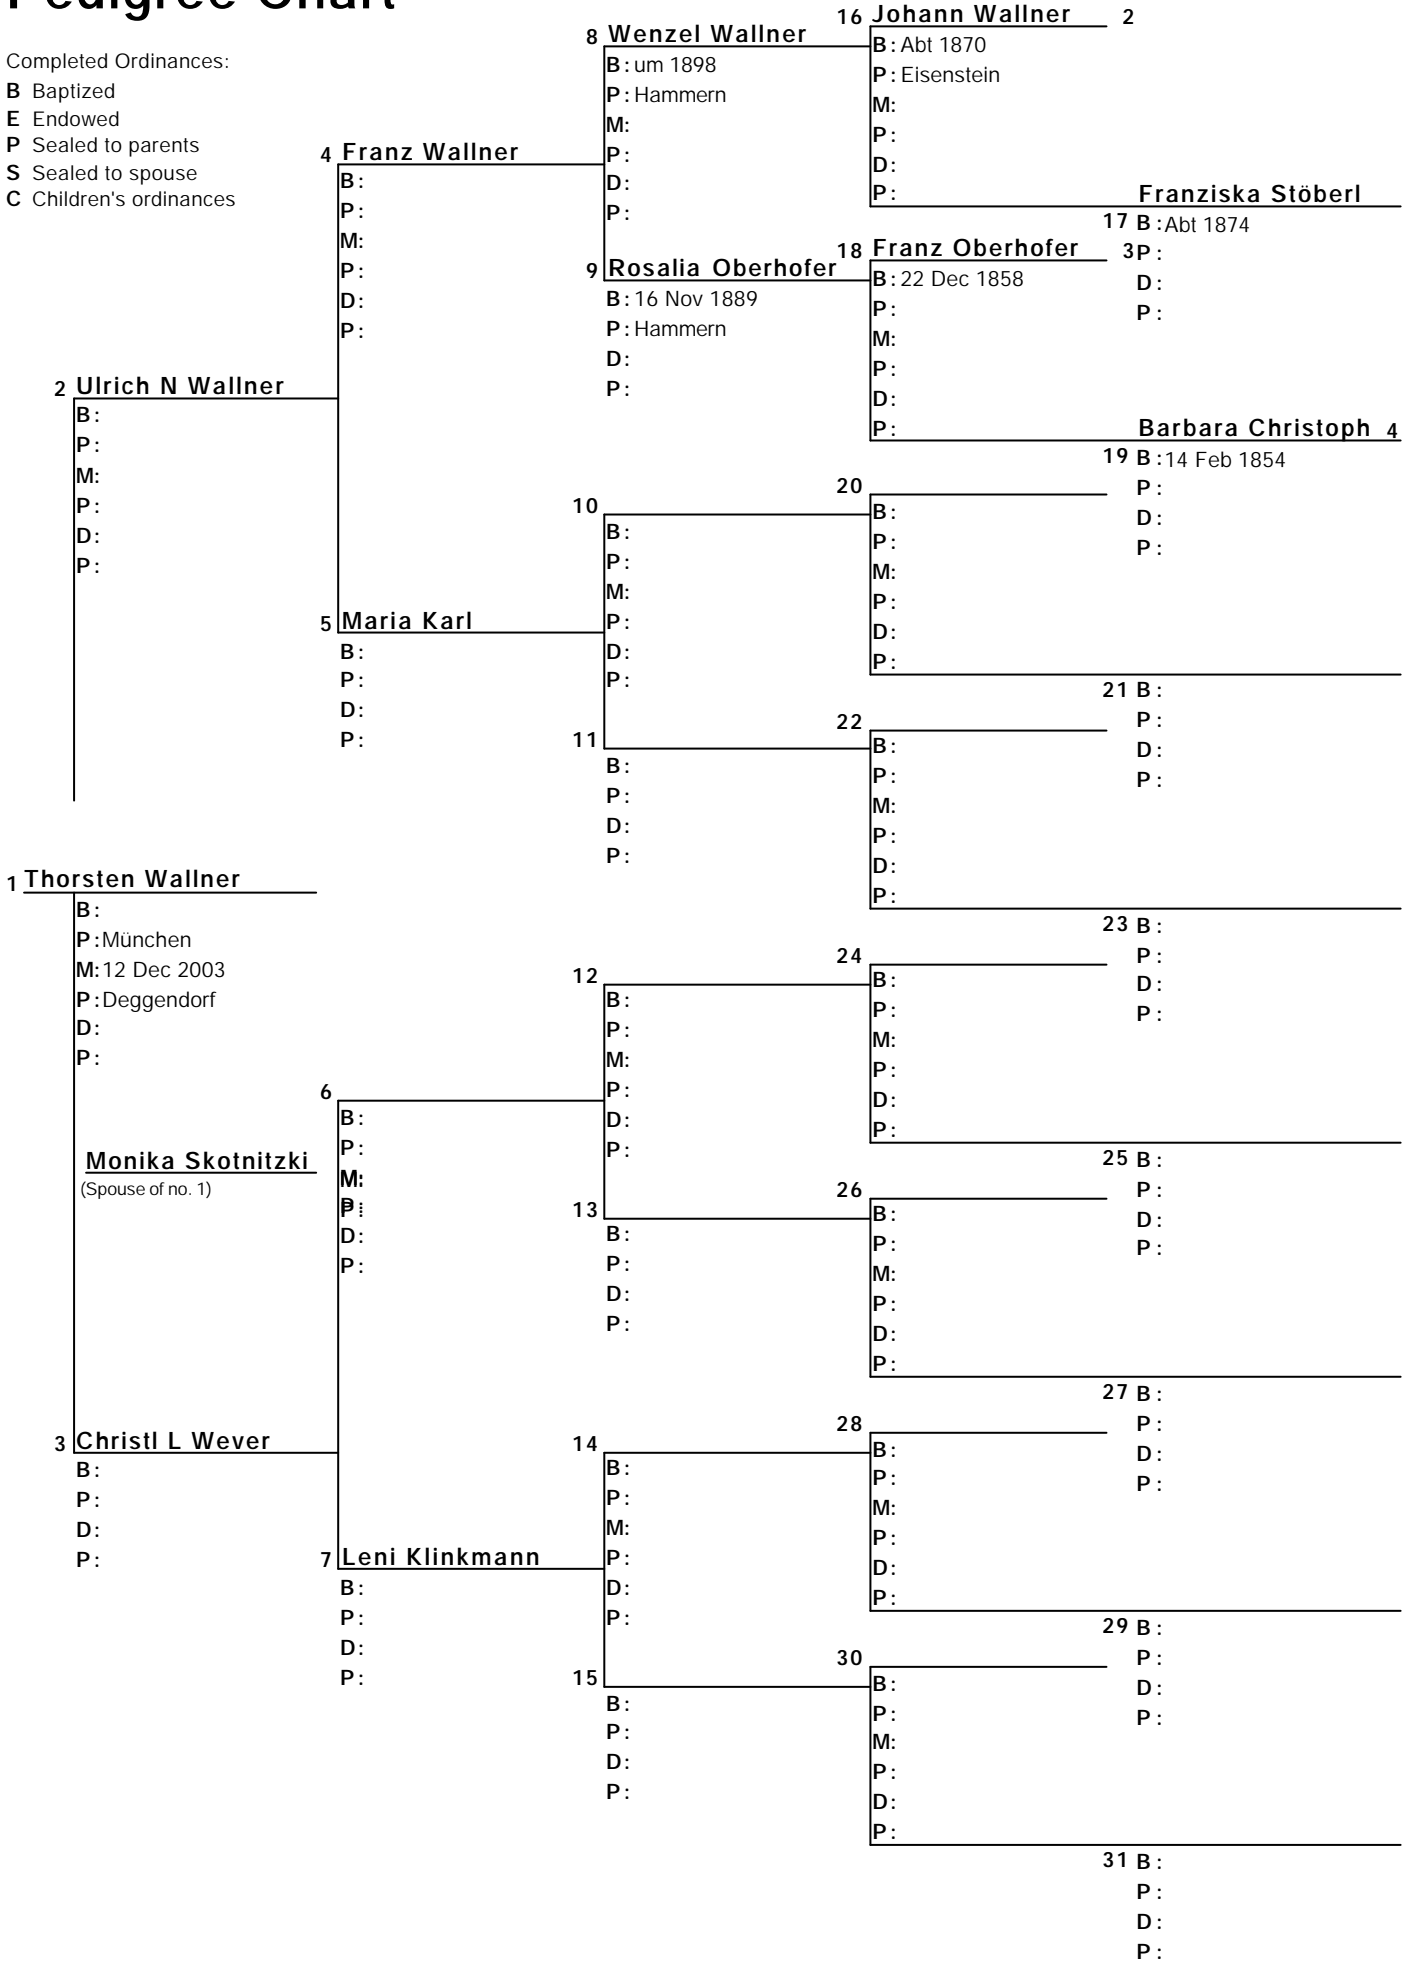 Pedigree Chart
Completed Ordinances:
B Baptized
E Endowed
P Sealed to parents
S Sealed to spouse
C Children's ordinances
1 Thorsten Wallner
B:
P: München
M: 12 Dec 2003
P: Deggendorf
D:
P:
Monika Skotnitzki
(Spouse of no. 1)
2 Ulrich N Wallner
B:
P:
M:
P:
D:
P:
3 Christl L Wever
B:
P:
D:
P:
4 Franz Wallner
B:
P:
M:
P:
D:
P:
5 Maria Karl
B:
P:
D:
P:
6
B:
P:
M:
P:
D:
P:
7 Leni Klinkmann
B:
P:
D:
P:
8 Wenzel Wallner
B: um 1898
P: Hammern
M:
P:
D:
P:
9 Rosalia Oberhofer
B: 16 Nov 1889
P: Hammern
D:
P:
10
B:
P:
M:
P:
D:
P:
11
B:
P:
D:
P:
12
B:
P:
M:
P:
D:
P:
13
B:
P:
D:
P:
14
B:
P:
M:
P:
D:
P:
15
B:
P:
D:
P:
16 Johann Wallner 2
B: Abt 1870
P: Eisenstein
M:
P:
D:
P:
Franziska Stöberl
17 B: Abt 1874
P:
D:
P:
18 Franz Oberhofer 3
B: 22 Dec 1858
P:
M:
P:
D:
P:
Barbara Christoph 4
19 B: 14 Feb 1854
P:
D:
P:
20
B:
P:
M:
P:
D:
P:
21 B:
P:
D:
P:
22
B:
P:
M:
P:
D:
P:
23 B:
P:
D:
P:
24
B:
P:
M:
P:
D:
P:
25 B:
P:
D:
P:
26
B:
P:
M:
P:
D:
P:
27 B:
P:
D:
P:
28
B:
P:
M:
P:
D:
P:
29 B:
P:
D:
P:
30
B:
P:
M:
P:
D:
P:
31 B:
P:
D:
P: